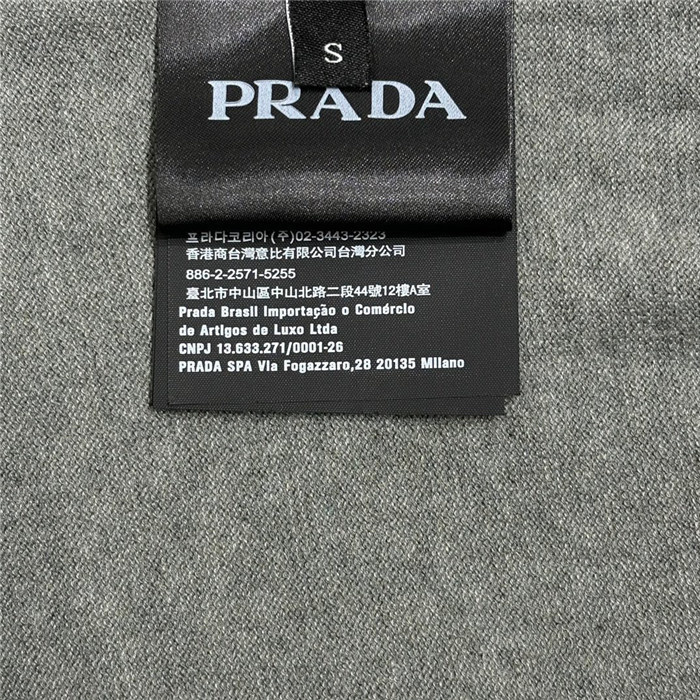 S
PRADA
프라다코리아(주)02-3443-2323
香港商台灣意比有限公司台灣分公司
886-2-2571-5255
臺北市中山區中山北路二段44號12樓A室
Prada Brasil Importação o Comércio
de Artigos de Luxo Ltda
CNPJ 13.633.271/0001-26
PRADA SPA Via Fogazzaro,28 20135 Milano